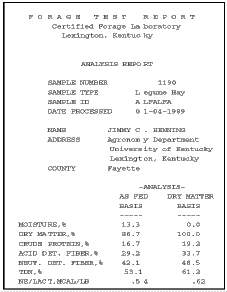 FORAGE TEST REPORT
Certified Forage Laboratory
Lexington, Kentucky
ANALYSIS REPORT
SAMPLE NUMBER 1190
SAMPLE TYPE Legume Hay
SAMPLE ID ALFALFA
DATE PROCESSED 01-04-1989
NAME JIMMY C. HENNING
ADDRESS Agronomy Department
University of Kentucky
Lexington, Kentucky
COUNTY Fayette
-ANALYSIS-
AS FED DRY MATTER
BASIS BASIS
----- -----
MOISTURE,% 13.3 0.0
DRY MATTER,% 86.7 100.0
CRUDE PROTEIN,% 16.7 19.2
ACID DET. FIBER,% 29.2 33.7
NEUT. DET. FIBER,% 42.1 48.5
TDN,% 53.1 61.2
NE/LACT,MCAL/LB .54 .62